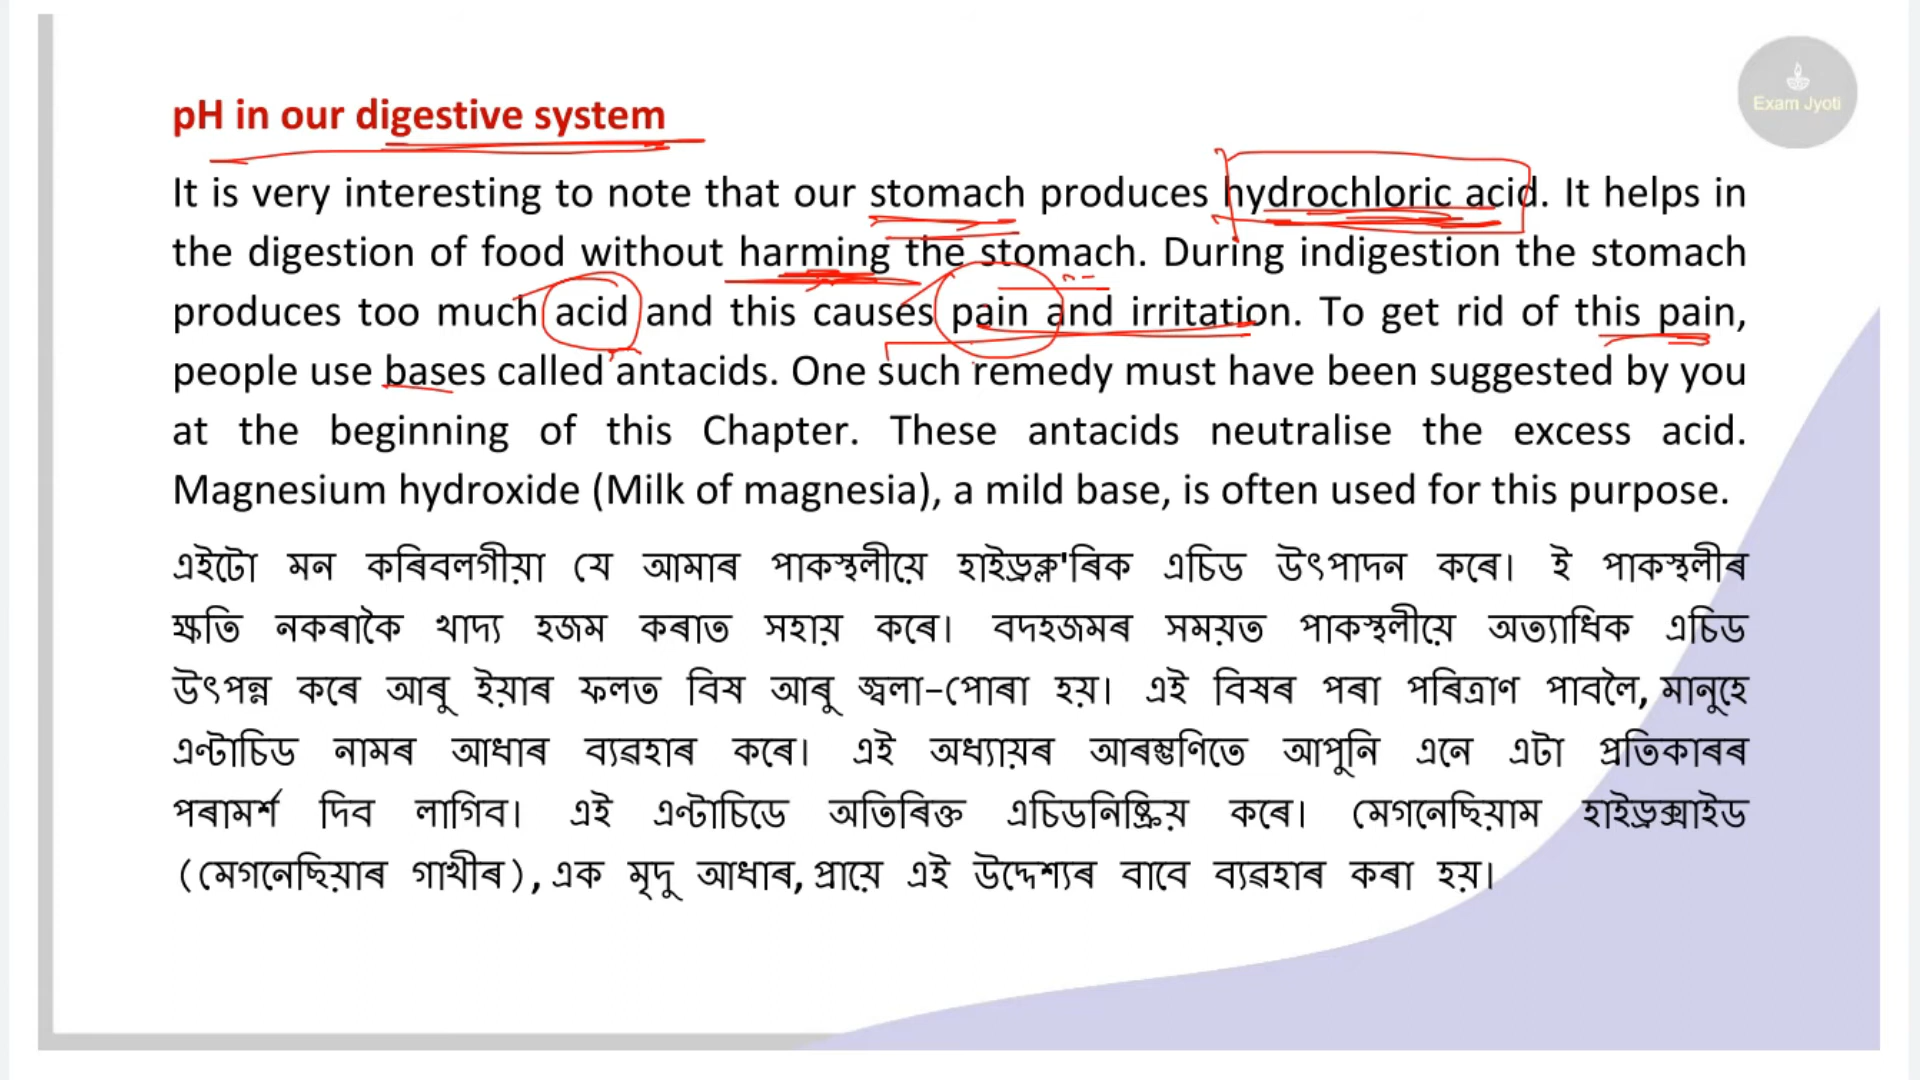 Exam Jyoti
pH in our digestive system
It is very interesting to note that our stomach produces hydrochloric acid. It helps in
the digestion of food without harming the stomach. During indigestion the stomach
produces too much acid and this causes pain and irritation. To get rid of this pain,
people use bases called antacids. One such remedy must have been suggested by you
at the beginning of this Chapter. These antacids neutralise the excess acid.
Magnesium hydroxide (Milk of magnesia), a mild base, is often used for this purpose.
এইটো মন কৰিবলগীয়া যে আমাৰ পাকস্থলীয়ে হাইড্ৰক্ল'ৰিক এচিড উৎপাদন কৰে। ই পাকস্থলীৰ
ক্ষতি নকৰাকৈ খাদ্য হজম কৰাত সহায় কৰে। বদহজমৰ সময়ত পাকস্থলীয়ে অত্যাধিক এচিড
উৎপন্ন কৰে আৰু ইয়াৰ ফলত বিষ আৰু জ্বলা-পোৰা হয়। এই বিষৰ পৰা পৰিত্ৰাণ পাবলৈ, মানুহে
এণ্টাচিড নামৰ আধাৰ ব্যৱহাৰ কৰে। এই অধ্যায়ৰ আৰম্ভণিতে আপুনি এনে এটা প্ৰতিকাৰৰ
পৰামৰ্শ দিব লাগিব। এই এণ্টাচিডে অতিৰিক্ত এচিডনিষ্ক্ৰিয় কৰে। মেগনেছিয়াম হাইড্ৰক্সাইড
(মেগনেছিয়াৰ গাখীৰ), এক মৃদু আধাৰ, প্ৰায়ে এই উদ্দেশ্যৰ বাবে ব্যৱহাৰ কৰা হয়।